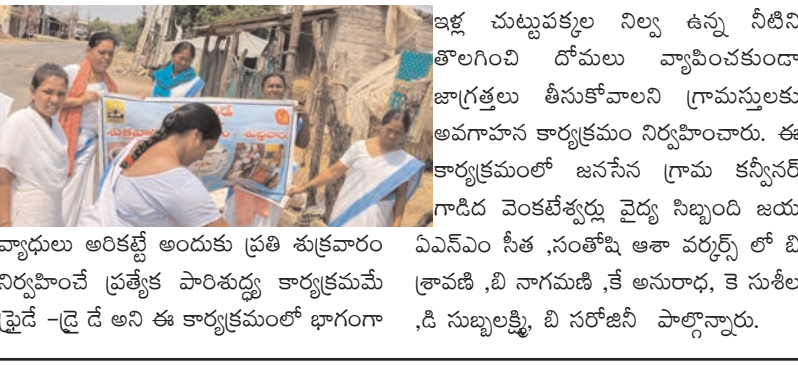 వ్యాధులు అరికట్టే అందుకు ప్రతి శుక్రవారం
నిర్వహించే ప్రత్యేక పారిశుద్ధ్య కార్యక్రమమే
ఫ్రైడే –డ్రై డే అని ఈ కార్యక్రమంలో భాగంగా
ఇళ్ల చుట్టుపక్కల నిల్వ ఉన్న నీటిని
తొలగించి దోమలు వ్యాపించకుండా
జాగ్రత్తలు తీసుకోవాలని గ్రామస్తులకు
అవగాహన కార్యక్రమం నిర్వహించారు. ఈ
కార్యక్రమంలో జనసేన గ్రామ కన్వీనర్
గాడిద వెంకటేశ్వర్లు వైద్య సిబ్బంది జయ
ఏఎన్ఎం సీత ,సంతోషి ఆశా వర్కర్స్ లో బి
శ్రావణి ,బి నాగమణి ,కే అనురాధ, కె సుశీల
,డి సుబ్బలక్ష్మి, బి సరోజినీ పాల్గొన్నారు.